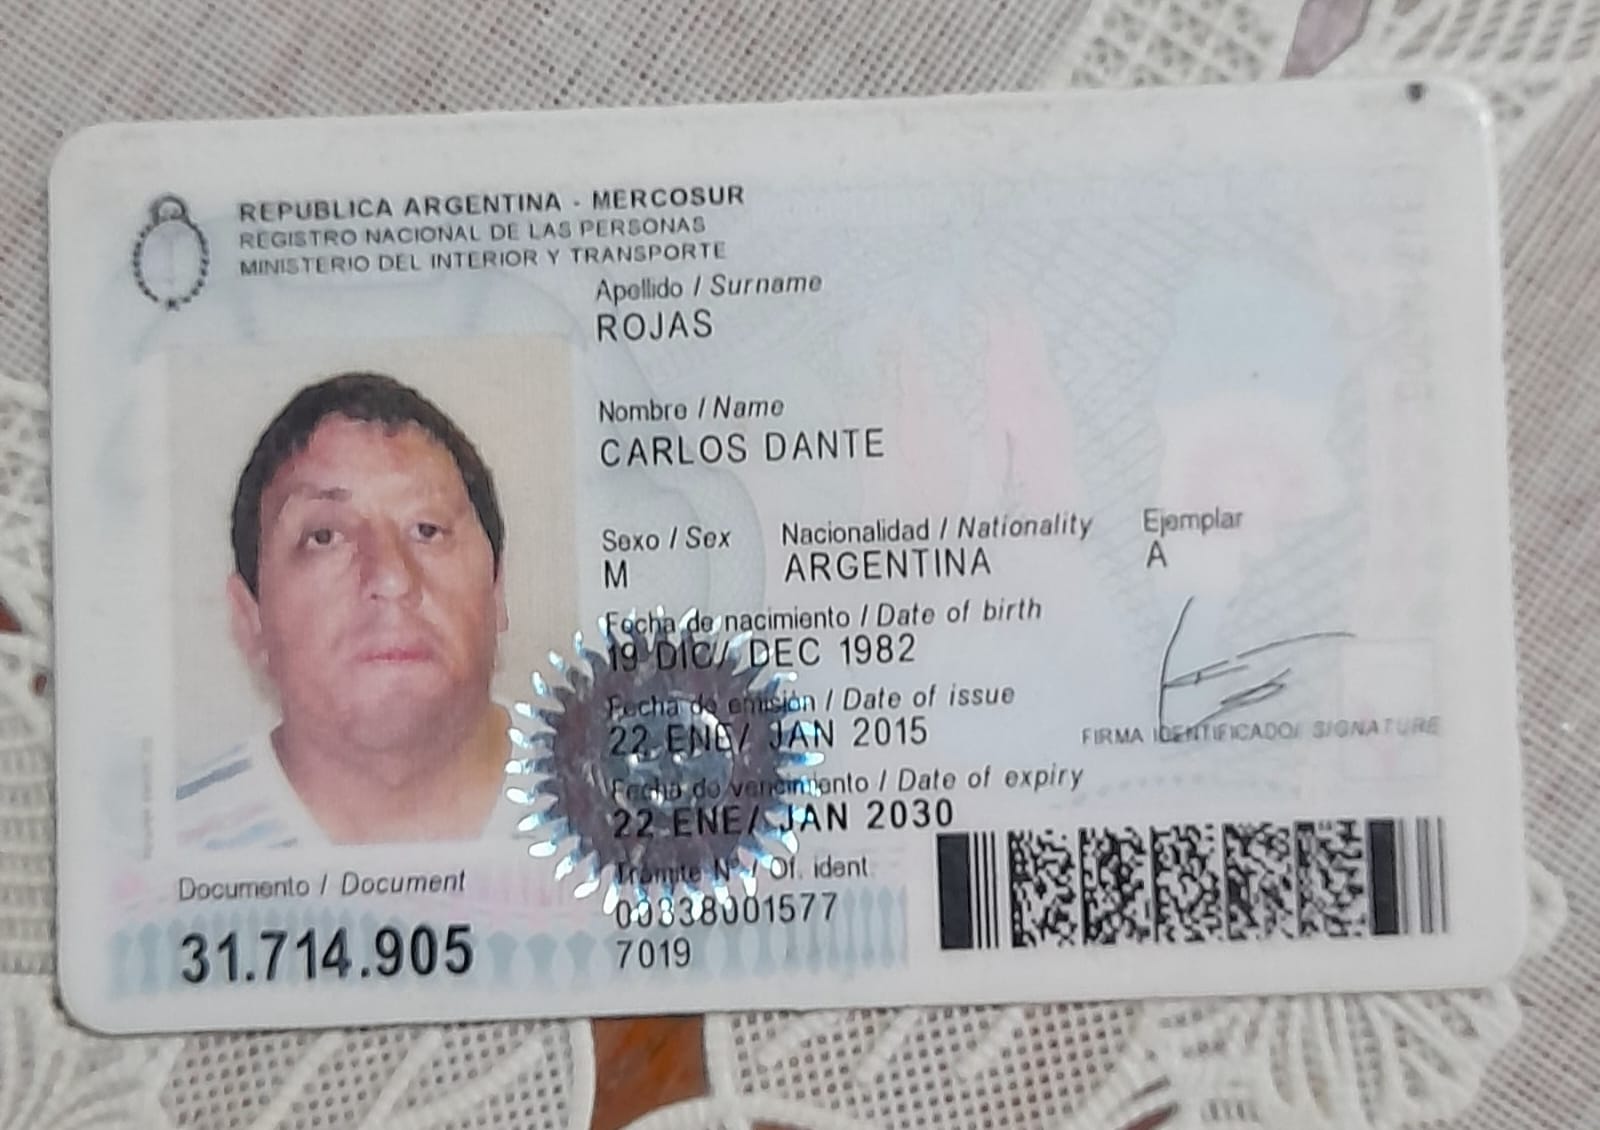 REPUBLICA ARGENTINA - MERCOSUR
REGISTRO NACIONAL DE LAS PERSONAS
MINISTERIO DEL INTERIOR Y TRANSPORTE
Apellido / Surname
ROJAS
Nombre / Name
CARLOS DANTE
Sexo / Sex Nacionalidad / Nationality Ejemplar
M ARGENTINA A
Fecha de nacimiento / Date of birth
19 DIC/ DEC 1982
Fecha de emisión / Date of issue
22 ENE/ JAN 2015
FIRMA IDENTIFICADO/ SIGNATURE
Fecha de vencimiento / Date of expiry
22 ENE/ JAN 2030
Trámite Nº / Of. ident.
00338001577
7019
Documento / Document
31.714.905